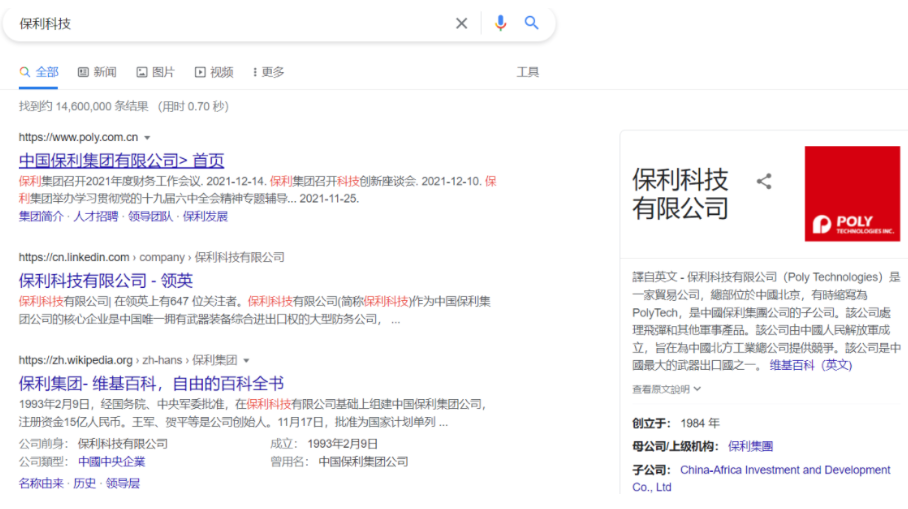 保利科技
全部 新闻 图片 视频 更多 工具
找到约 14,600,000 条结果 （用时 0.70 秒）
https://www.poly.com.cn
中国保利集团有限公司> 首页
保利集团召开2021年度财务工作会议. 2021-12-14. 保利集团召开科技创新座谈会. 2021-12-10. 保
利集团举办学习贯彻党的十九届六中全会精神专题辅导... 2021-11-25.
集团简介 · 人才招聘 · 领导团队 · 保利发展
https://cn.linkedin.com › company › 保利科技有限公司
保利科技有限公司 - 领英
保利科技有限公司| 在领英上有647 位关注者。保利科技有限公司(简称保利科技)作为中国保利集
团公司的核心企业是中国唯一拥有武器装备综合进出口权的大型防务公司， ...
https://zh.wikipedia.org › zh-hans › 保利集团
保利集团- 维基百科，自由的百科全书
1993年2月9日，经国务院、中央军委批准，在保利科技有限公司基础上组建中国保利集团公司，
注册资金15亿人民币。王军、贺平等是公司创始人。11月17日，批准为国家计划单列 ...
公司前身： 保利科技有限公司 成立： 1993年2月9日
公司類型： 中國中央企業 曾用名： 中国保利集团公司
名称由来 · 历史 · 领导层
保利科技
有限公司
POLY
TECHNOLOGIES INC.
譯自英文 - 保利科技有限公司（Poly Technologies）是
一家貿易公司，總部位於中國北京，有時縮寫為
PolyTech，是中國保利集團公司的子公司。該公司處
理飛彈和其他軍事產品。該公司由中國人民解放軍成
立，旨在為中國北方工業總公司提供競爭。該公司是中
國最大的武器出口國之一。 维基百科（英文）
查看原文說明
创立于： 1984 年
母公司/上级机构： 保利集團
子公司： China-Africa Investment and Development
Co., Ltd